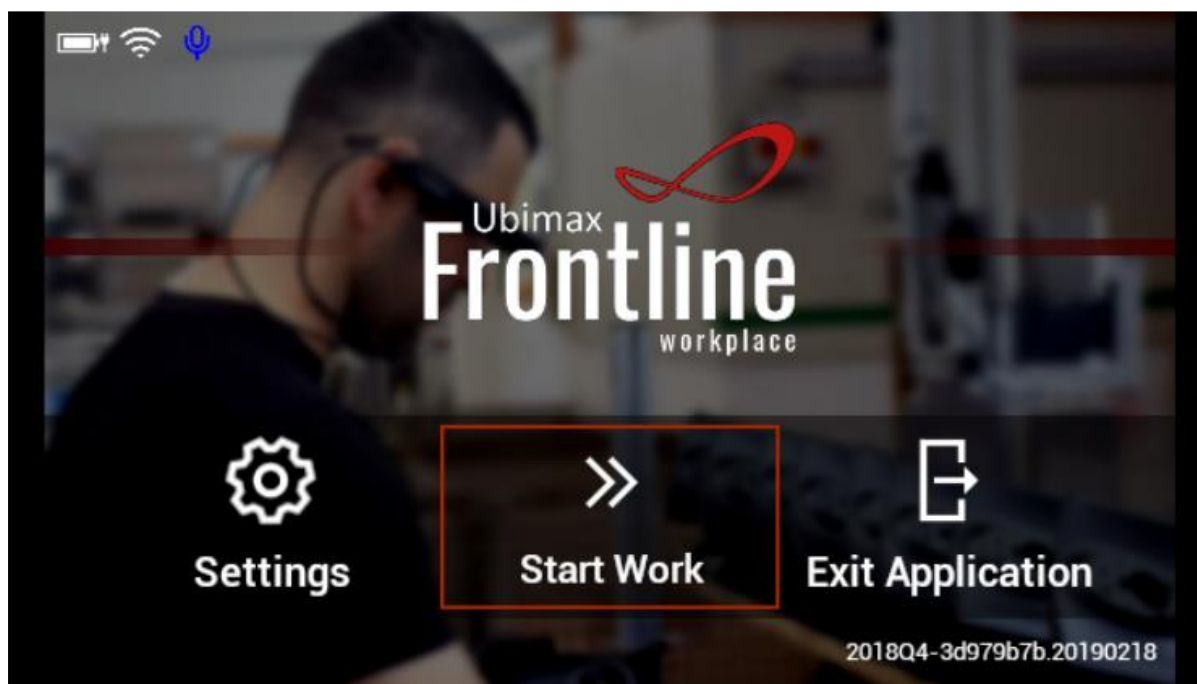 Ubimax
Frontline
workplace
Settings
Start Work
Exit Application
2018Q4-3d979b7b.20190218